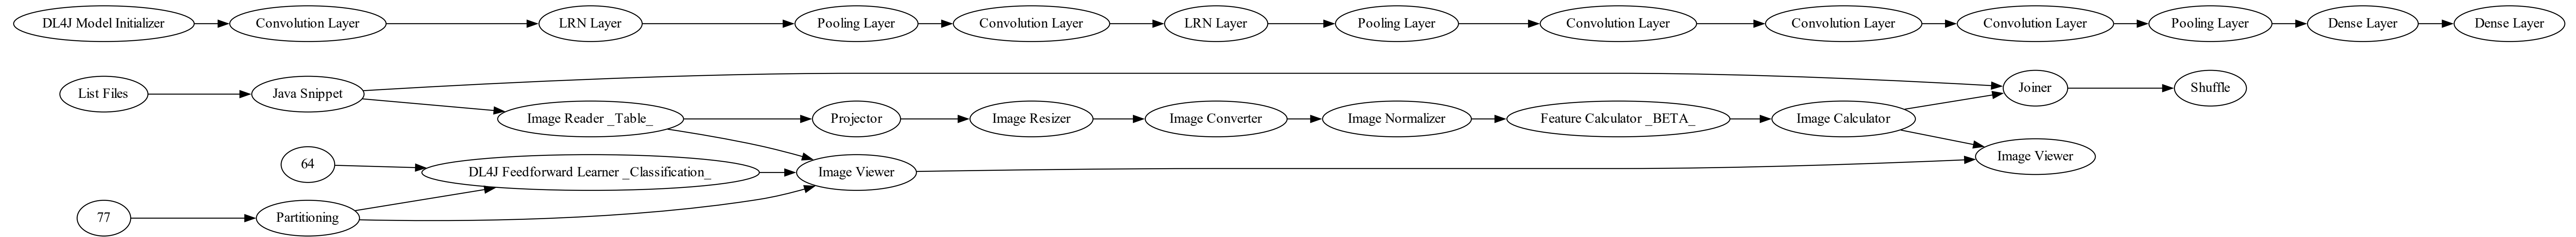 DL4J Model Initializer
Convolution Layer
LRN Layer
Pooling Layer
Convolution Layer
LRN Layer
Pooling Layer
Convolution Layer
Convolution Layer
Convolution Layer
Pooling Layer
Dense Layer
Dense Layer
List Files
Java Snippet
Joiner
Shuffle
Image Reader _Table_
Projector
Image Resizer
Image Converter
Image Normalizer
Feature Calculator _BETA_
Image Calculator
64
DL4J Feedforward Learner _Classification_
Image Viewer
Image Viewer
77
Partitioning